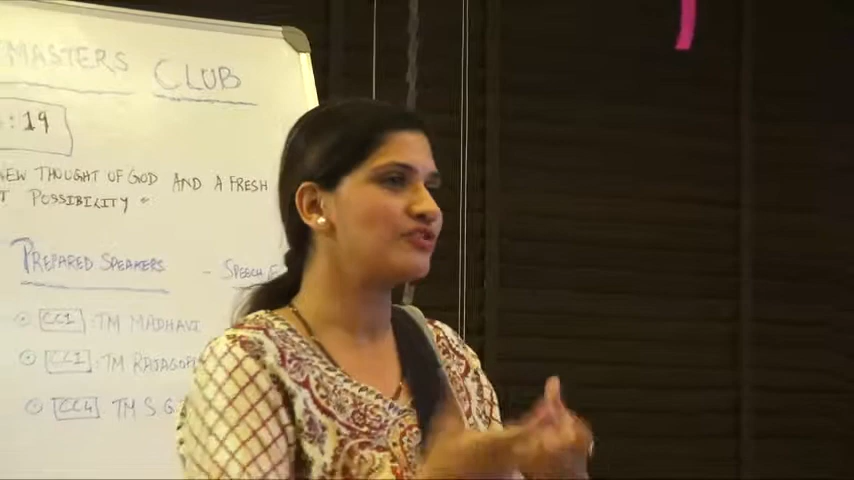 MASTERS CLUB
:19
NEW THOUGHT OF GOD AND A FRESH
POSSIBILITY.
PREPARED SPEAKERS - SPEECH E
CC1 : TM MADHAVI
CC1 : TM RAJAGOP
CC4 TM S G